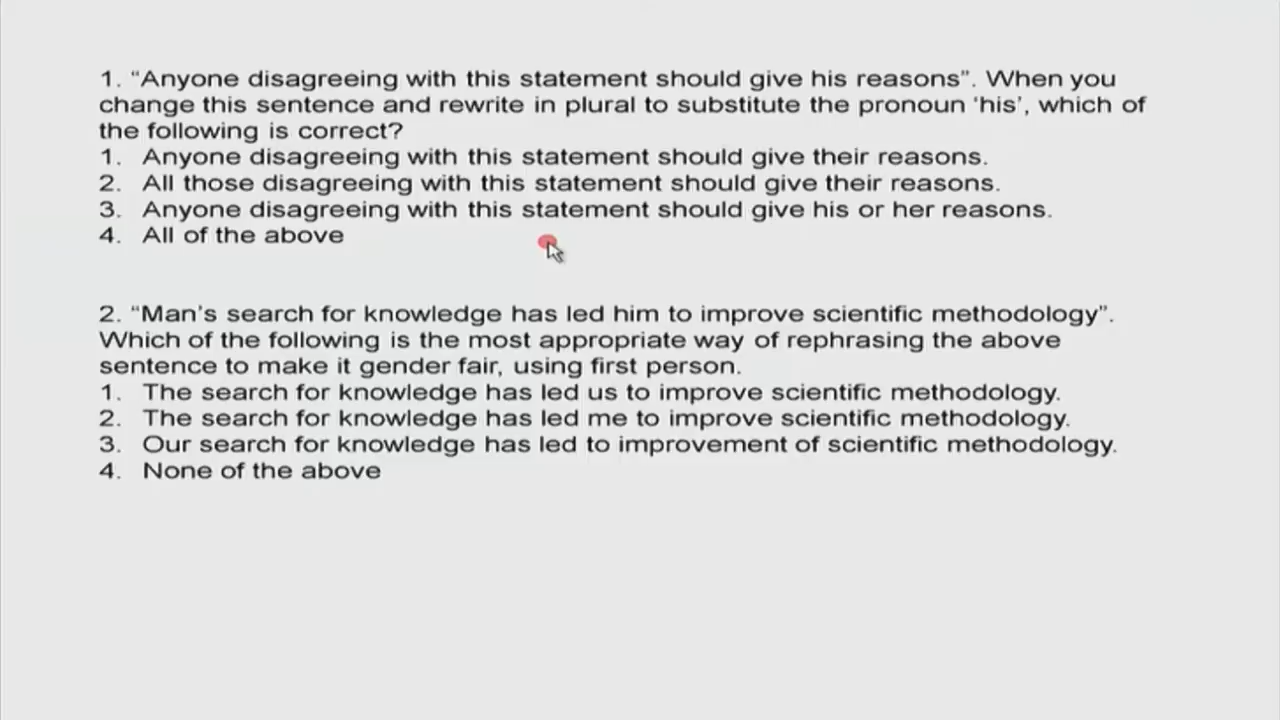 1. “Anyone disagreeing with this statement should give his reasons”. When you
change this sentence and rewrite in plural to substitute the pronoun ‘his’, which of
the following is correct?
1. Anyone disagreeing with this statement should give their reasons.
2. All those disagreeing with this statement should give their reasons.
3. Anyone disagreeing with this statement should give his or her reasons.
4. All of the above
2. “Man’s search for knowledge has led him to improve scientific methodology”.
Which of the following is the most appropriate way of rephrasing the above
sentence to make it gender fair, using first person.
1. The search for knowledge has led us to improve scientific methodology.
2. The search for knowledge has led me to improve scientific methodology.
3. Our search for knowledge has led to improvement of scientific methodology.
4. None of the above